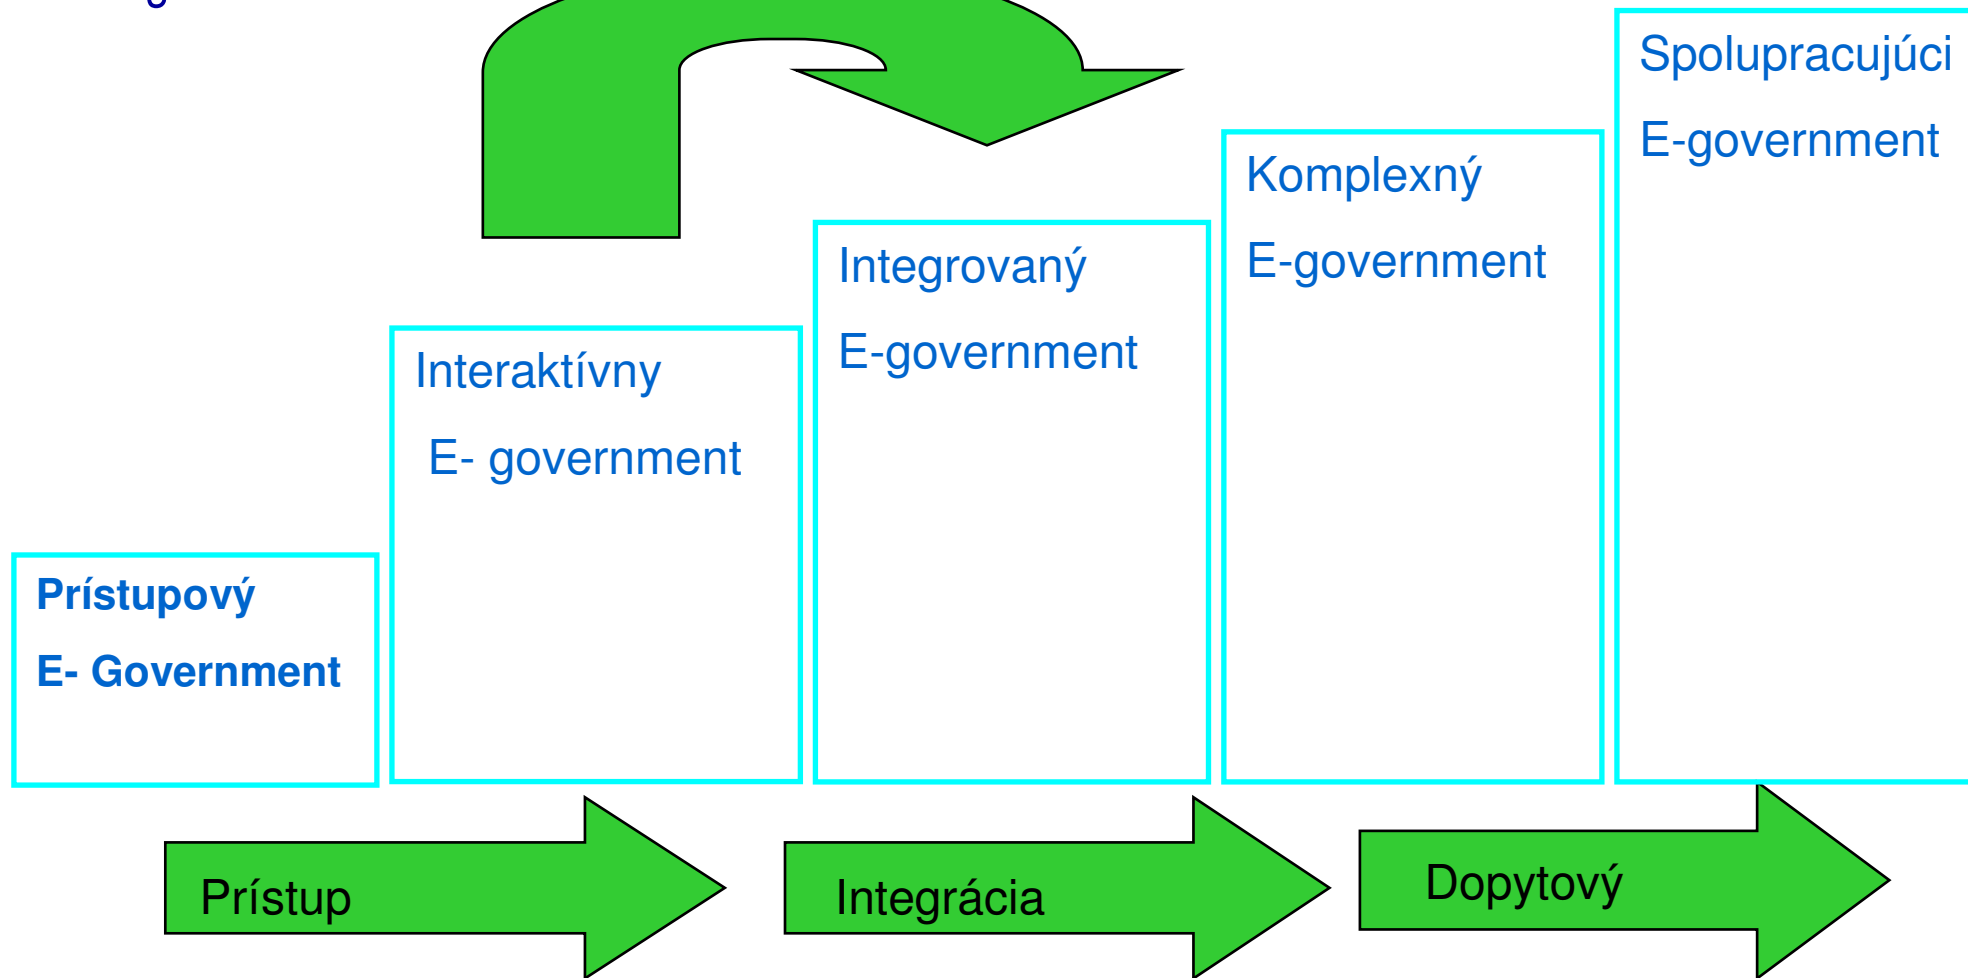 Prístupový
E- Government
Interaktívny
E- government
Integrovaný
E-government
Komplexný
E-government
Spolupracujúci
E-government
Prístup
Integrácia
Dopytový